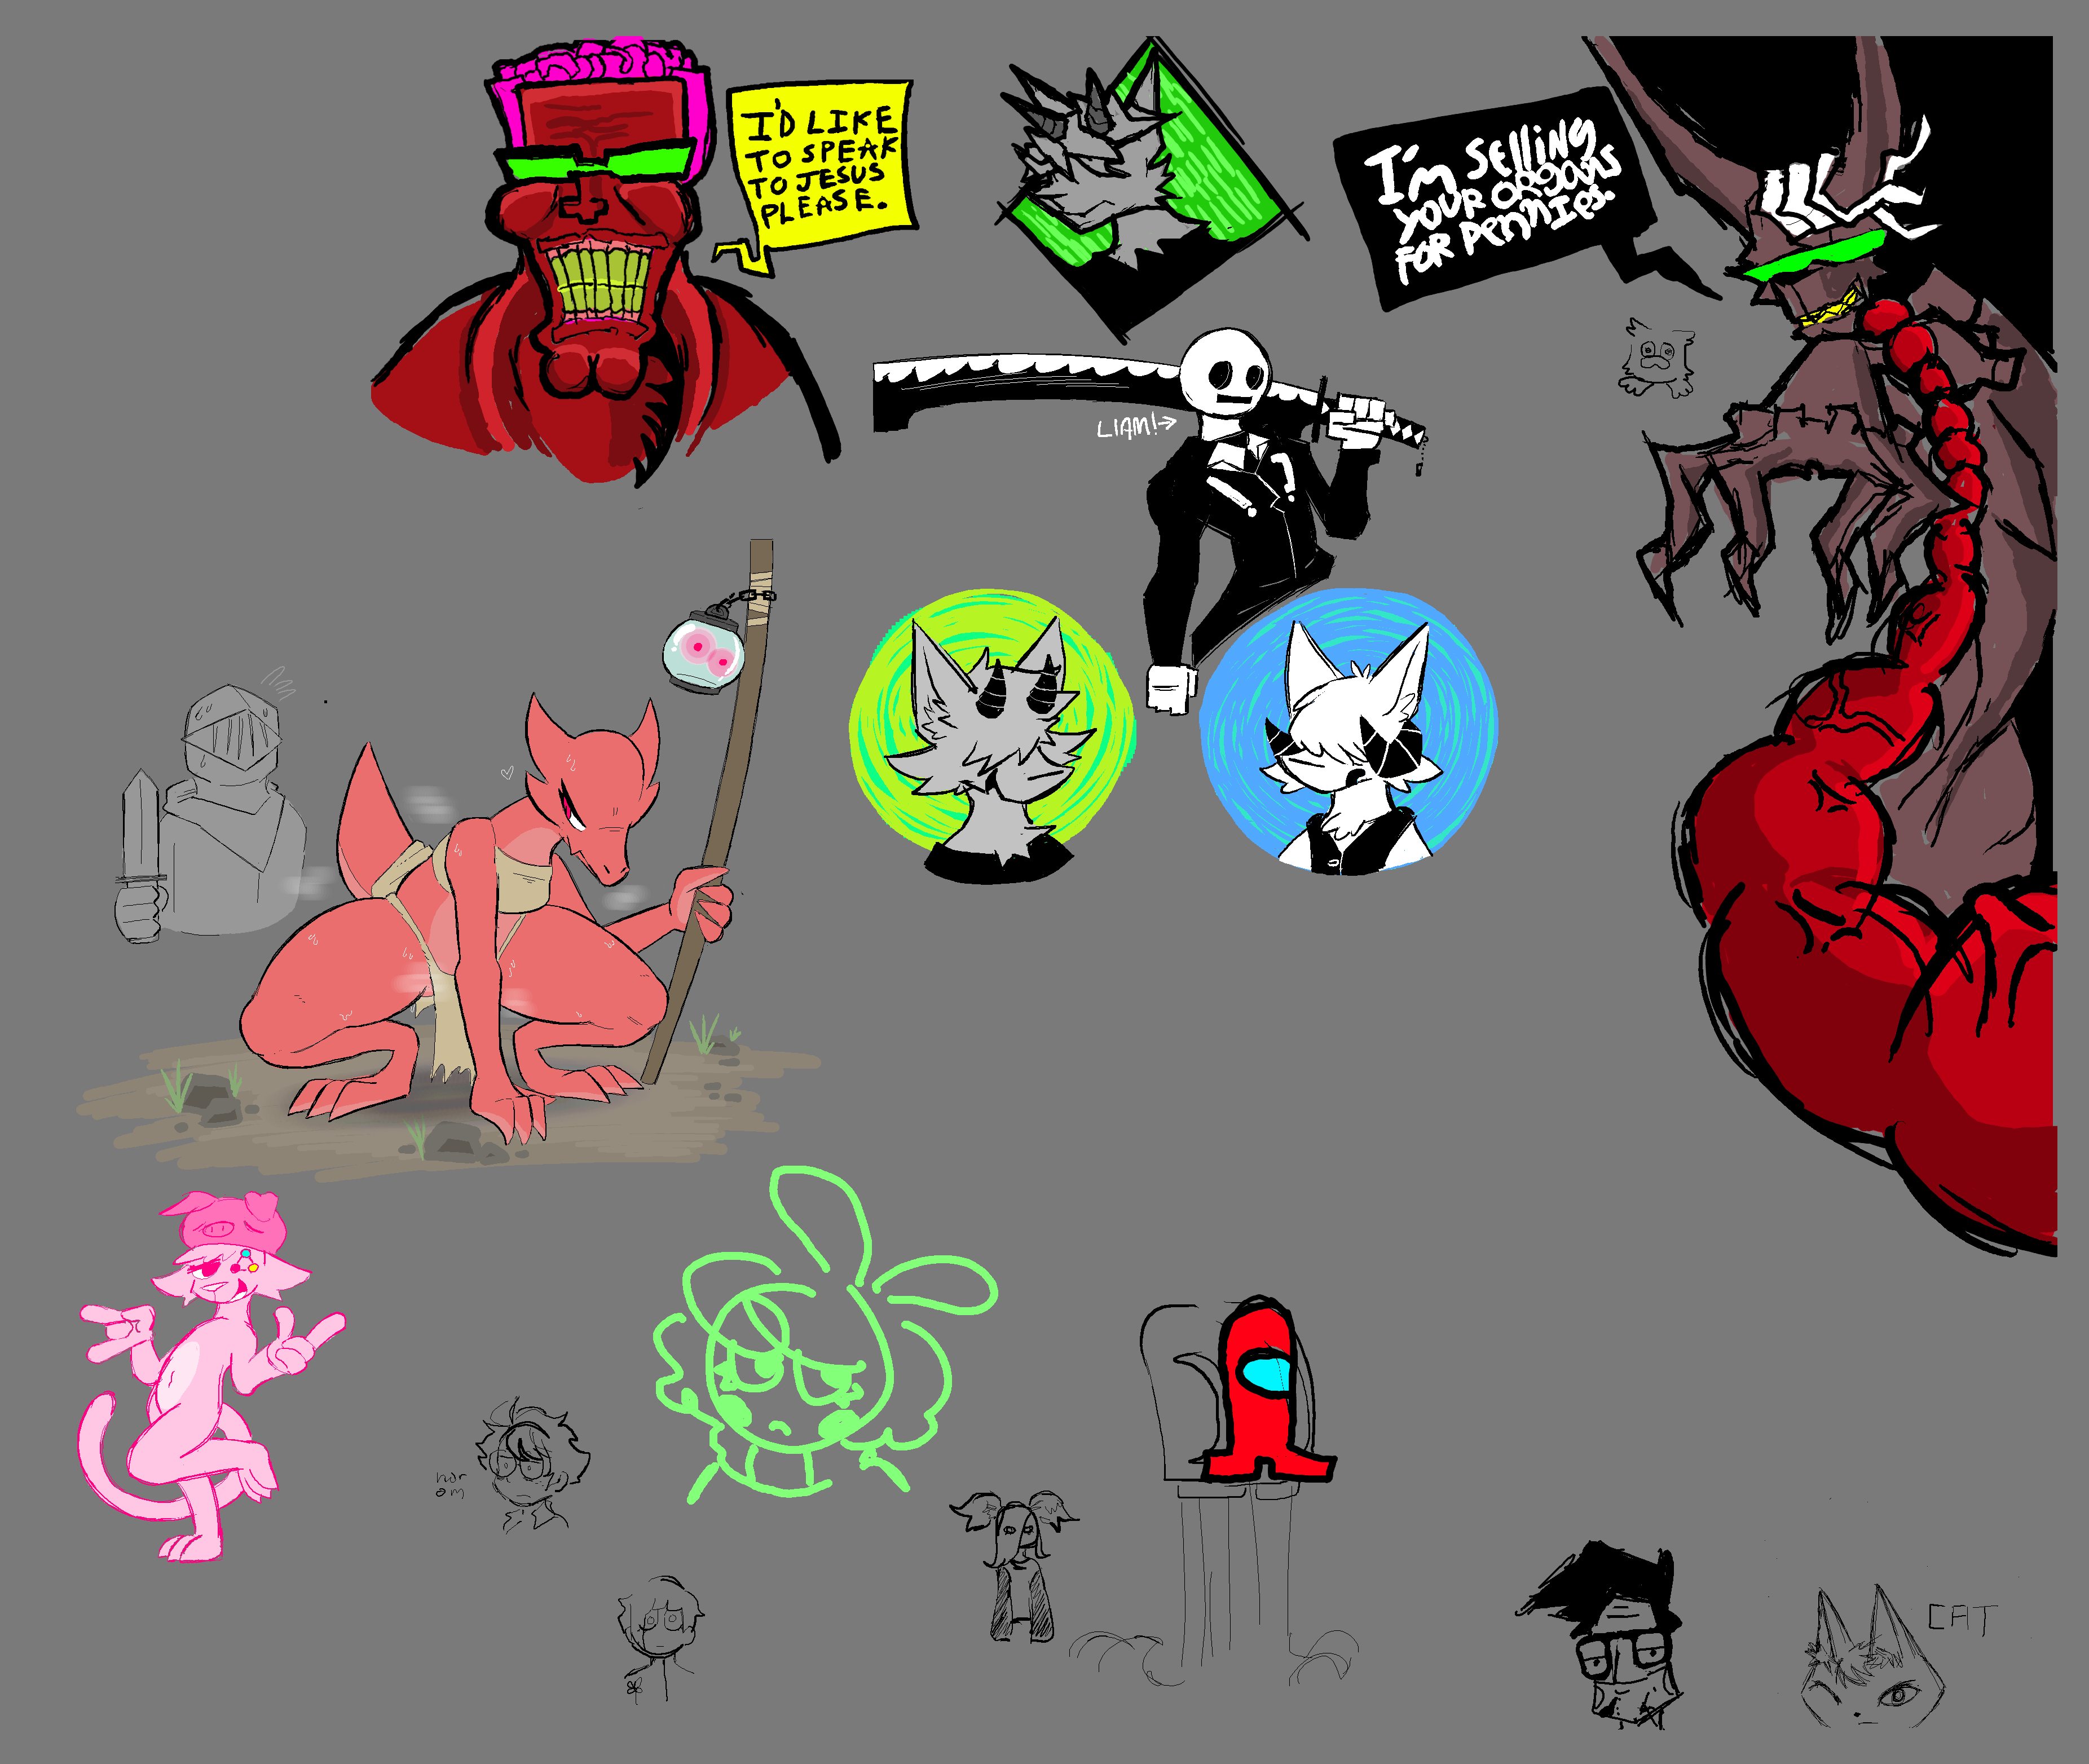 I'D LIKE
TO SPEAK
TO JESUS
PLEASE.
I'm selling
YOUR ORGANS
FOR Pennies.
LIAM!→
CAT